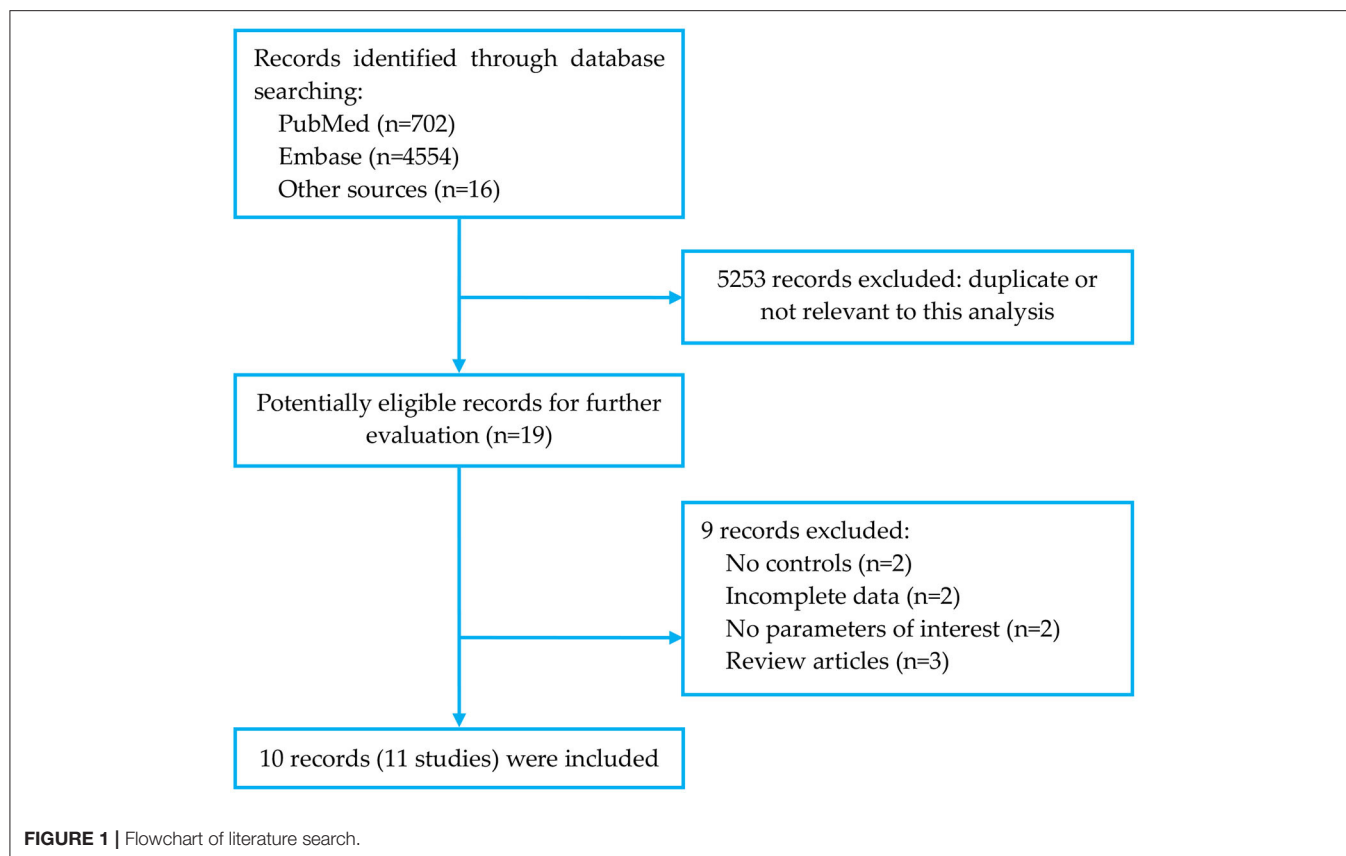 Records identified through database
searching:
PubMed (n=702)
Embase (n=4554)
Other sources (n=16)
5253 records excluded: duplicate or
not relevant to this analysis
Potentially eligible records for further
evaluation (n=19)
9 records excluded:
No controls (n=2)
Incomplete data (n=2)
No parameters of interest (n=2)
Review articles (n=3)
10 records (11 studies) were included
FIGURE 1 | Flowchart of literature search.